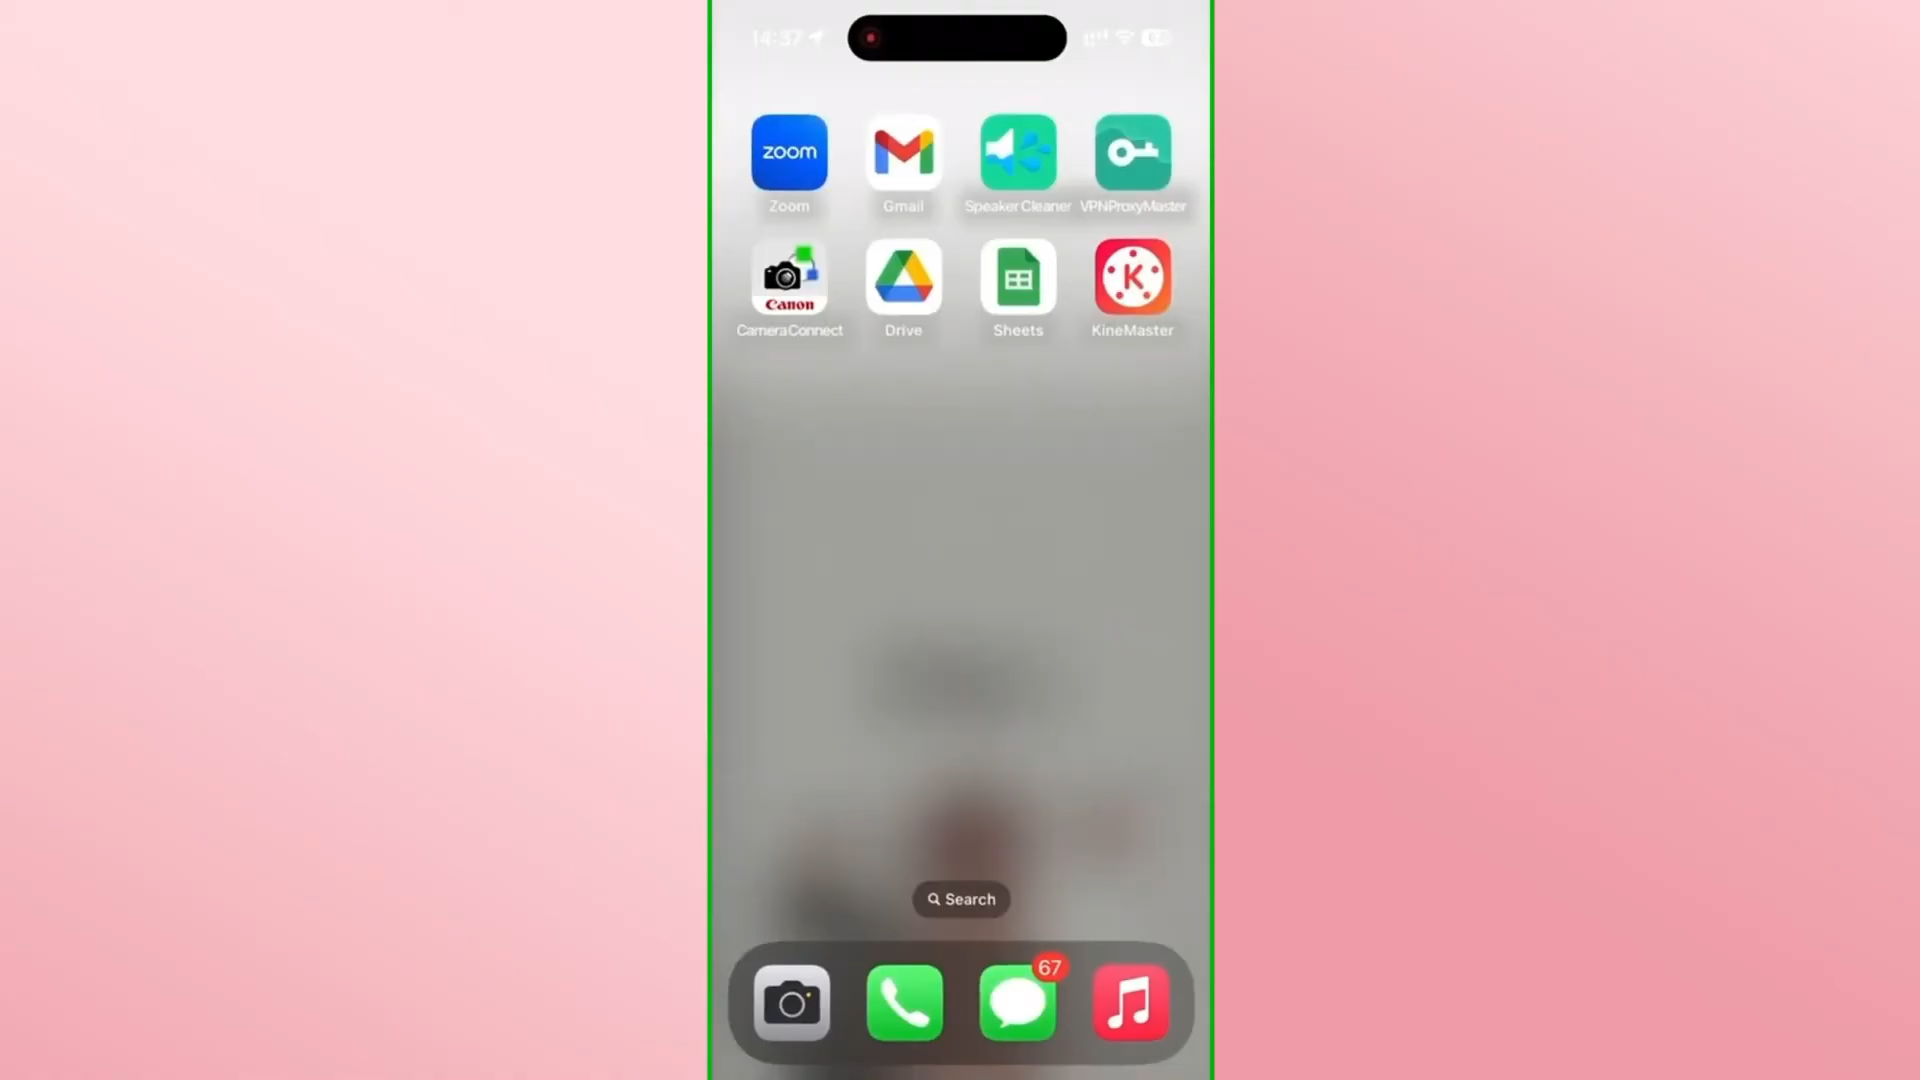 14:37
zoom
Zoom
Gmail
Speaker Cleaner
VPNProxyMaster
Canon
CameraConnect
Drive
Sheets
K
KineMaster
Search
67